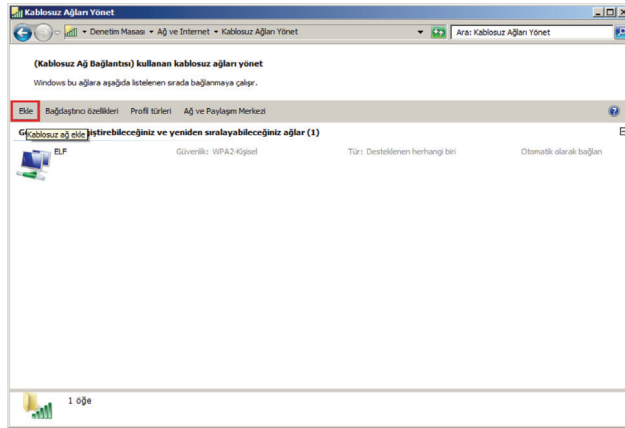 Kablosuz Ağları Yönet
Denetim Masası Ağ ve Internet Kablosuz Ağları Yönet Ara: Kablosuz Ağları Yönet
(Kablosuz Ağ Bağlantısı) kullanan kablosuz ağları yönet
Windows bu ağlara aşağıda listelenen sırada bağlanmaya çalışır.
Ekle Bağdaştırıcı özellikleri Profil türleri Ağ ve Paylaşım Merkezi
Kablosuz ağ ekle ve yeniden sıralayabileceğiniz ağlar (1)
ELF Güvenlik: WPA2-Kişisel Tür: Desteklenen herhangi biri Otomatik olarak bağlan
1 öğe